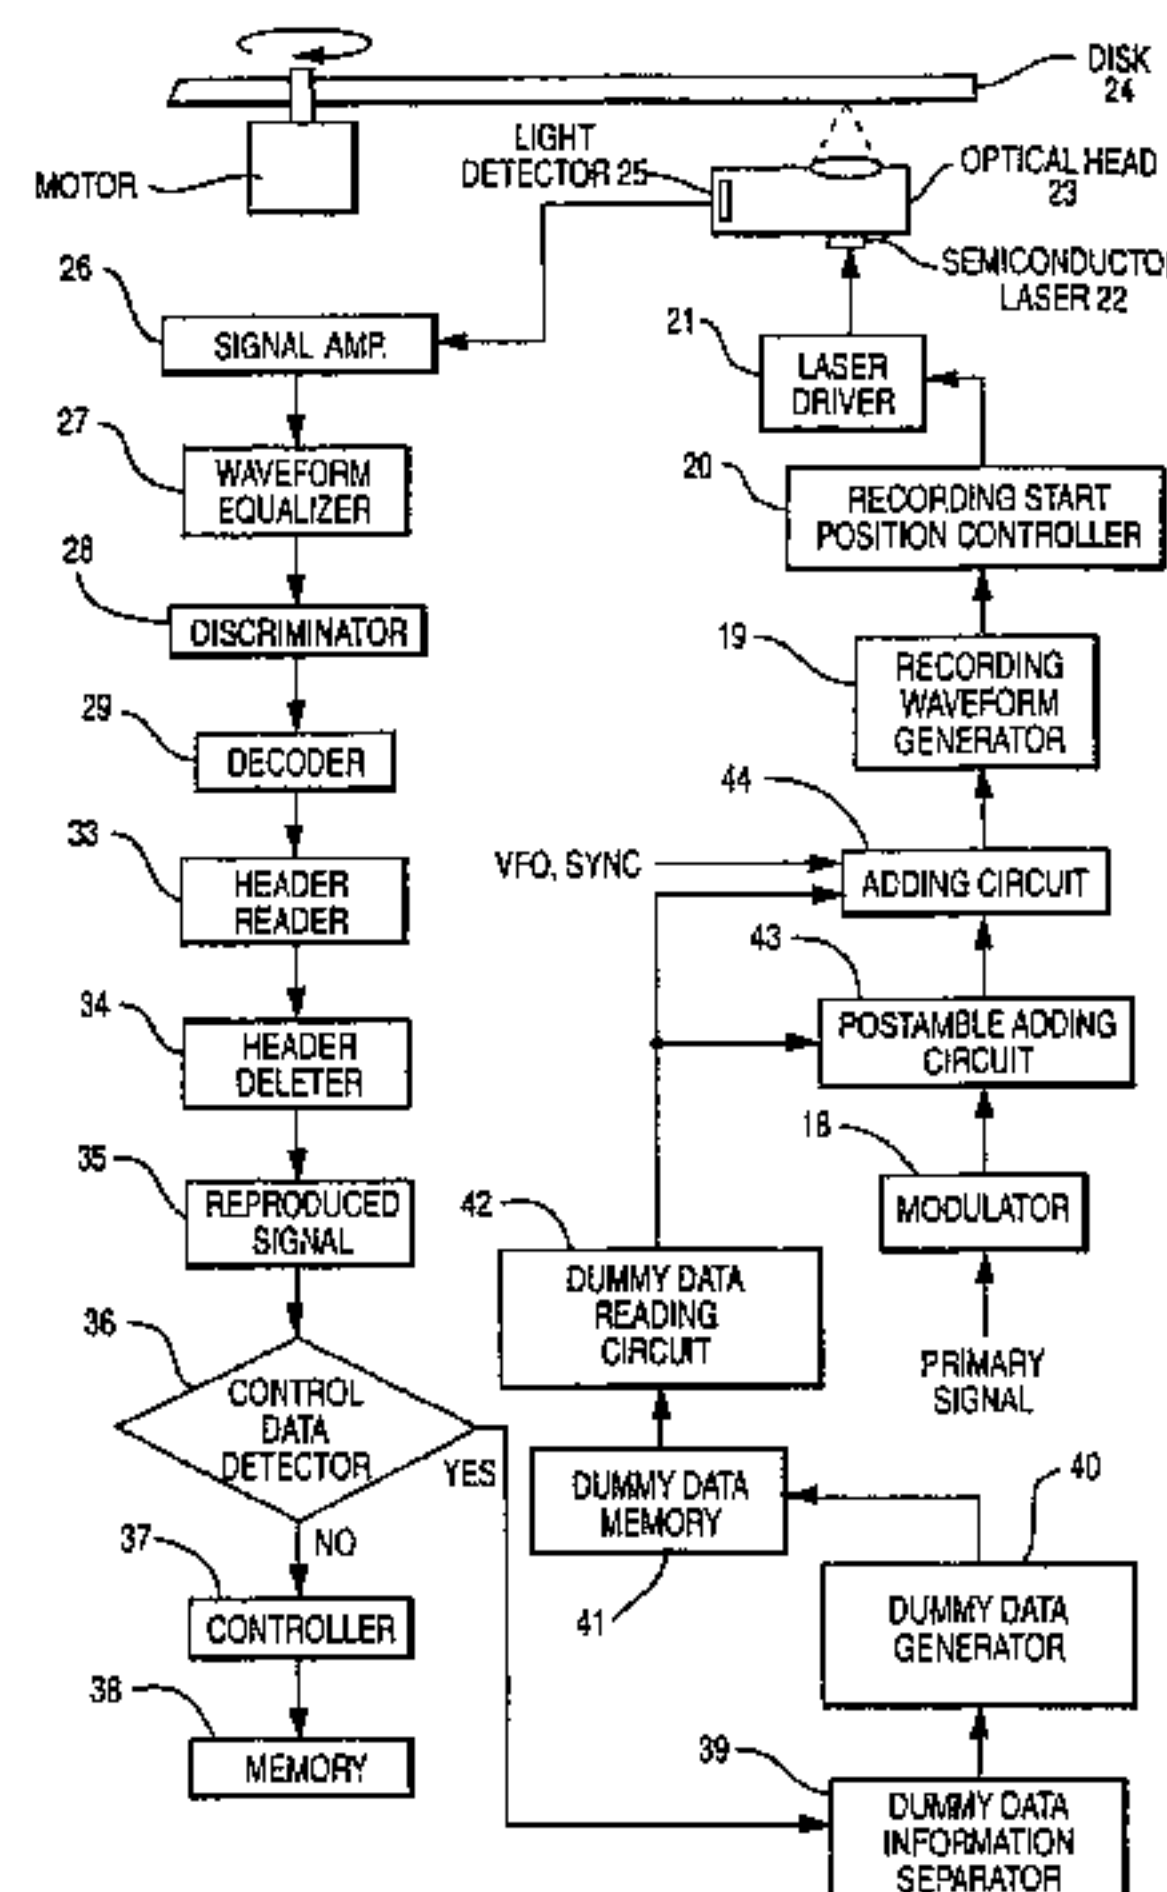 DISK
24
LIGHT
DETECTOR 25
MOTOR
OPTICAL HEAD
23
SEMICONDUCTO
LASER 22
26
SIGNAL AMP.
21
LASER
DRIVER
27
WAVEFORM
EQUALIZER
20
RECORDING START
POSITION CONTROLLER
28
DISCRIMINATOR
19
RECORDING
WAVEFORM
GENERATOR
29
DECODER
44
33
HEADER
READER
VFO, SYNC
ADDING CIRCUIT
43
34
HEADER
DELETER
POSTAMBLE ADDING
CIRCUIT
18
35
REPRODUCED
SIGNAL
42
MODULATOR
DUMMY DATA
READING
CIRCUIT
36
CONTROL
DATA
DETECTOR
YES
PRIMARY
SIGNAL
DUMMY DATA
MEMORY
40
NO
37
CONTROLLER
41
DUMMY DATA
GENERATOR
38
MEMORY
39
DUMMY DATA
INFORMATION
SEPARATOR